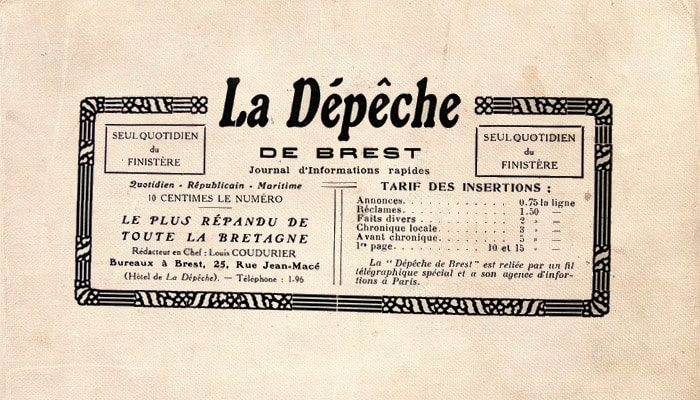 La Dépêche
DE BREST
Journal d'Informations rapides
SEUL QUOTIDIEN
du
FINISTÈRE
SEUL QUOTIDIEN
du
FINISTÈRE
Quotidien - Républicain - Maritime
10 CENTIMES LE NUMÉRO
LE PLUS RÉPANDU DE
TOUTE LA BRETAGNE
Rédacteur en Chef : Louis COUDURIER
Bureaux à Brest, 25, Rue Jean-Macé
(Hôtel de La Dépêche). — Téléphone : 1-96
TARIF DES INSERTIONS :
Annonces. . . . . . . . . . . 0.75 la ligne
Réclames. . . . . . . . . . . 1.50 —
Faits divers . . . . . . . . . 2 » —
Chronique locale . . . . . . . 3 » —
Avant chronique. . . . . . . . 5 » —
1re page. . . . . . . . . 10 et 15 » —
La "Dépêche de Brest" est reliée par un fil
télégraphique spécial et a son agence d'infor-
tions à Paris.